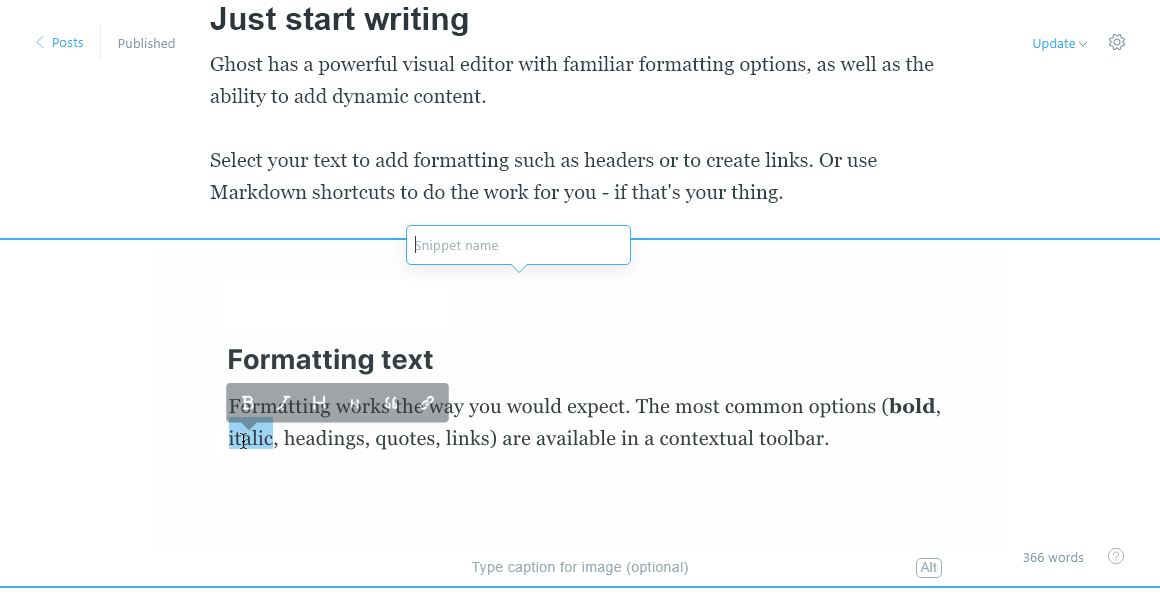 Just start writing
Posts
Published
Update
Ghost has a powerful visual editor with familiar formatting options, as well as the
ability to add dynamic content.
Select your text to add formatting such as headers or to create links. Or use
Markdown shortcuts to do the work for you - if that's your thing.
Snippet name
Formatting text
B I H H
Formatting works the way you would expect. The most common options (bold,
italic, headings, quotes, links) are available in a contextual toolbar.
366 words
?
Type caption for image (optional)
Alt